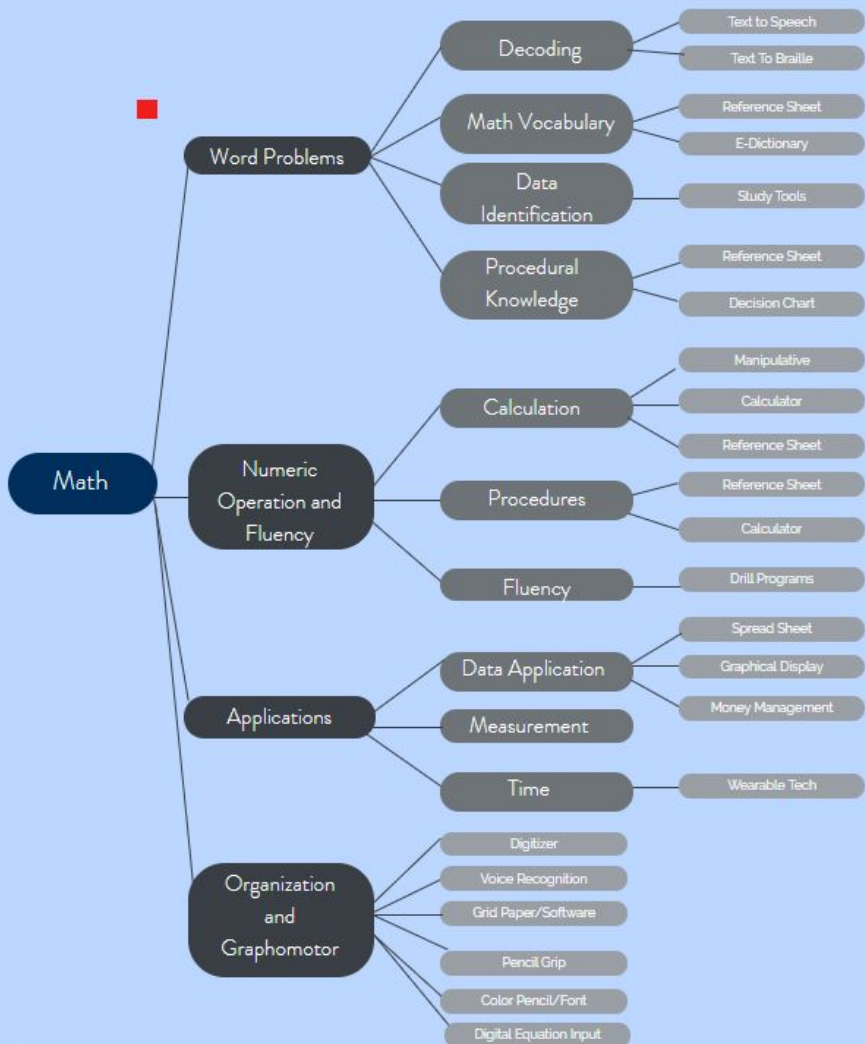 Math
Word Problems
Decoding
Text to Speech
Text To Braille
Math Vocabulary
Reference Sheet
E-Dictionary
Data
Identification
Study Tools
Procedural
Knowledge
Reference Sheet
Decision Chart
Numeric
Operation and
Fluency
Calculation
Manipulative
Calculator
Reference Sheet
Procedures
Reference Sheet
Calculator
Fluency
Drill Programs
Applications
Data Application
Spread Sheet
Graphical Display
Money Management
Measurement
Time
Wearable Tech
Organization
and
Graphomotor
Digitizer
Voice Recognition
Grid Paper/Software
Pencil Grip
Color Pencil/Font
Digital Equation Input